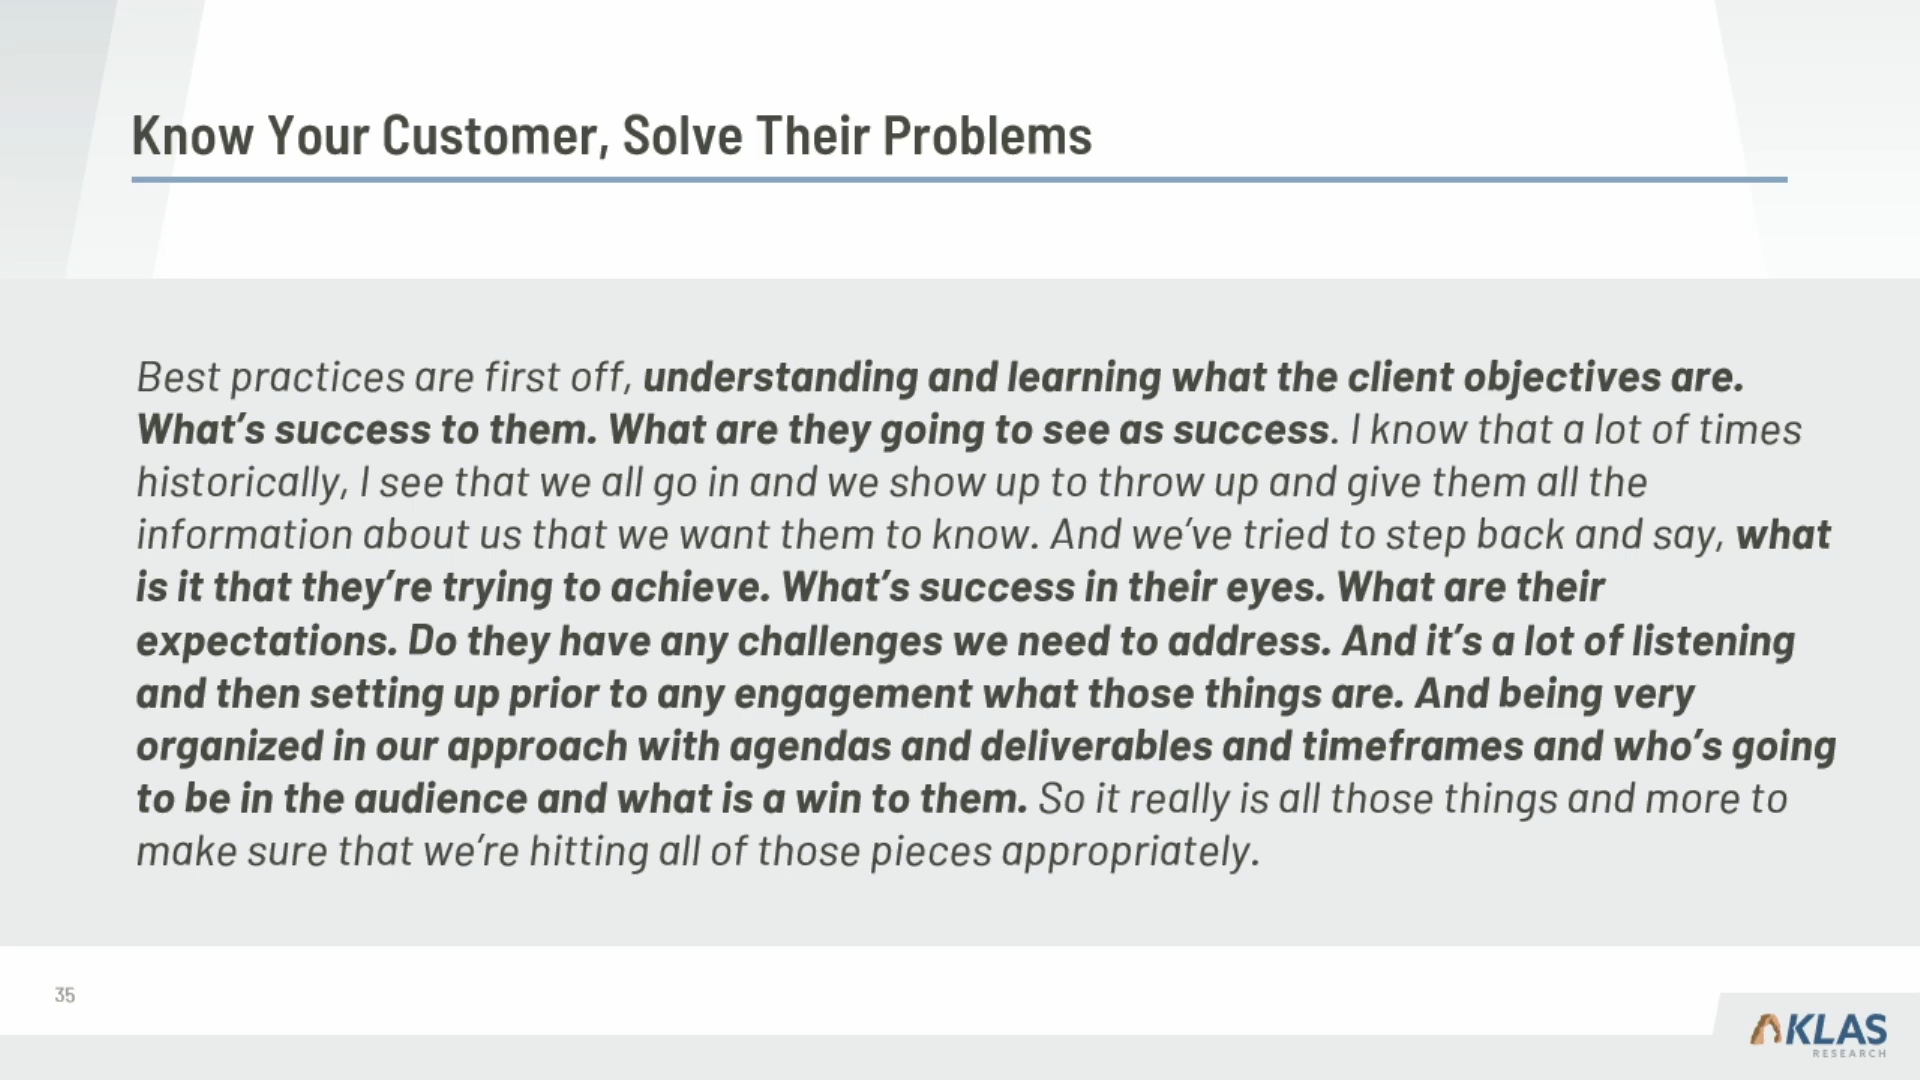 Know Your Customer, Solve Their Problems
Best practices are first off, understanding and learning what the client objectives are.
What’s success to them. What are they going to see as success. I know that a lot of times
historically, I see that we all go in and we show up to throw up and give them all the
information about us that we want them to know. And we’ve tried to step back and say, what
is it that they’re trying to achieve. What’s success in their eyes. What are their
expectations. Do they have any challenges we need to address. And it’s a lot of listening
and then setting up prior to any engagement what those things are. And being very
organized in our approach with agendas and deliverables and timeframes and who’s going
to be in the audience and what is a win to them. So it really is all those things and more to
make sure that we’re hitting all of those pieces appropriately.
35
KLAS
RESEARCH